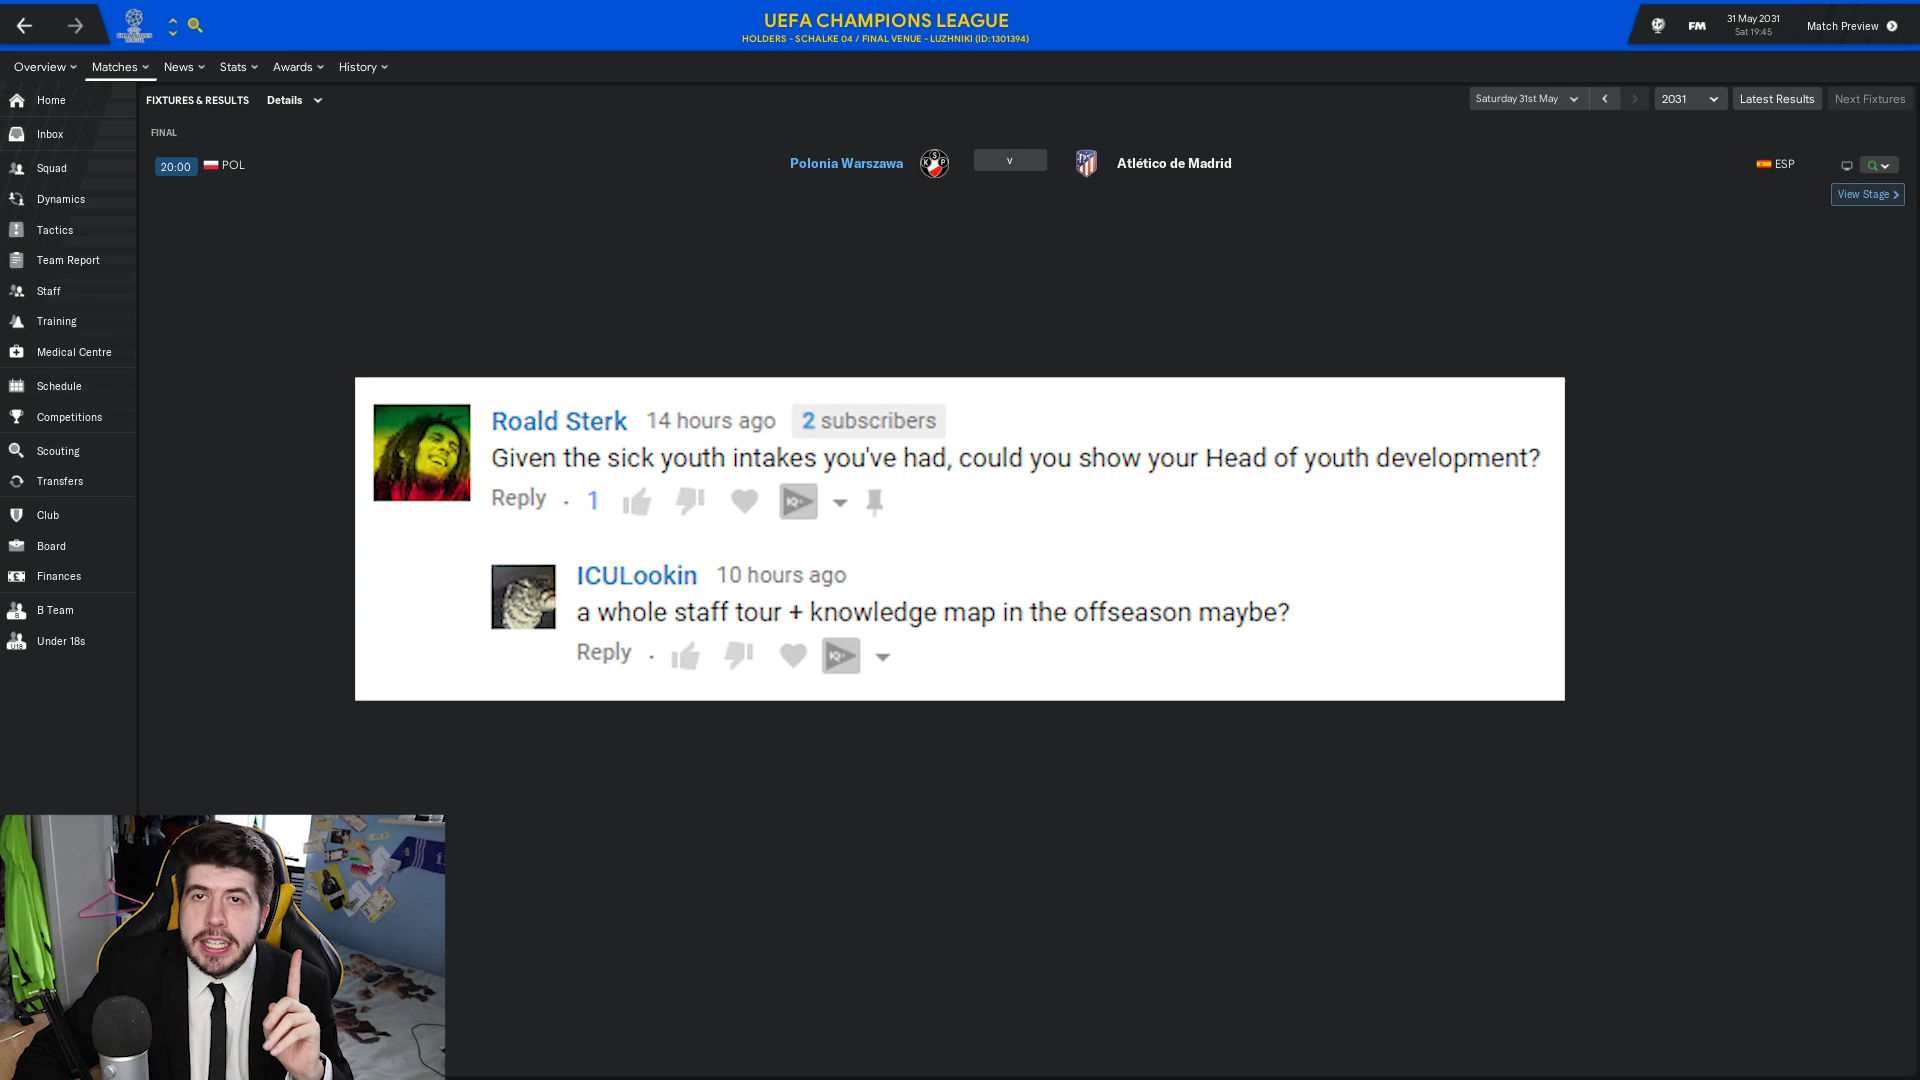 UEFA CHAMPIONS LEAGUE
HOLDERS - SCHALKE 04 / FINAL VENUE - LUZHNIKI (ID:1301394)
FM
31 May 2031
Sat 19:45
Match Preview
Overview
Matches
News
Stats
Awards
History
Home
Inbox
Squad
Dynamics
Tactics
Team Report
Staff
Training
Medical Centre
Schedule
Competitions
Scouting
Transfers
Club
Board
Finances
B Team
Under 18s
FIXTURES & RESULTS Details
Saturday 31st May
2031
Latest Results
Next Fixtures
FINAL
20:00 POL Polonia Warszawa v Atlético de Madrid ESP
View Stage
Roald Sterk 14 hours ago 2 subscribers
Given the sick youth intakes you've had, could you show your Head of youth development?
Reply · 1
ICULookin 10 hours ago
a whole staff tour + knowledge map in the offseason maybe?
Reply ·